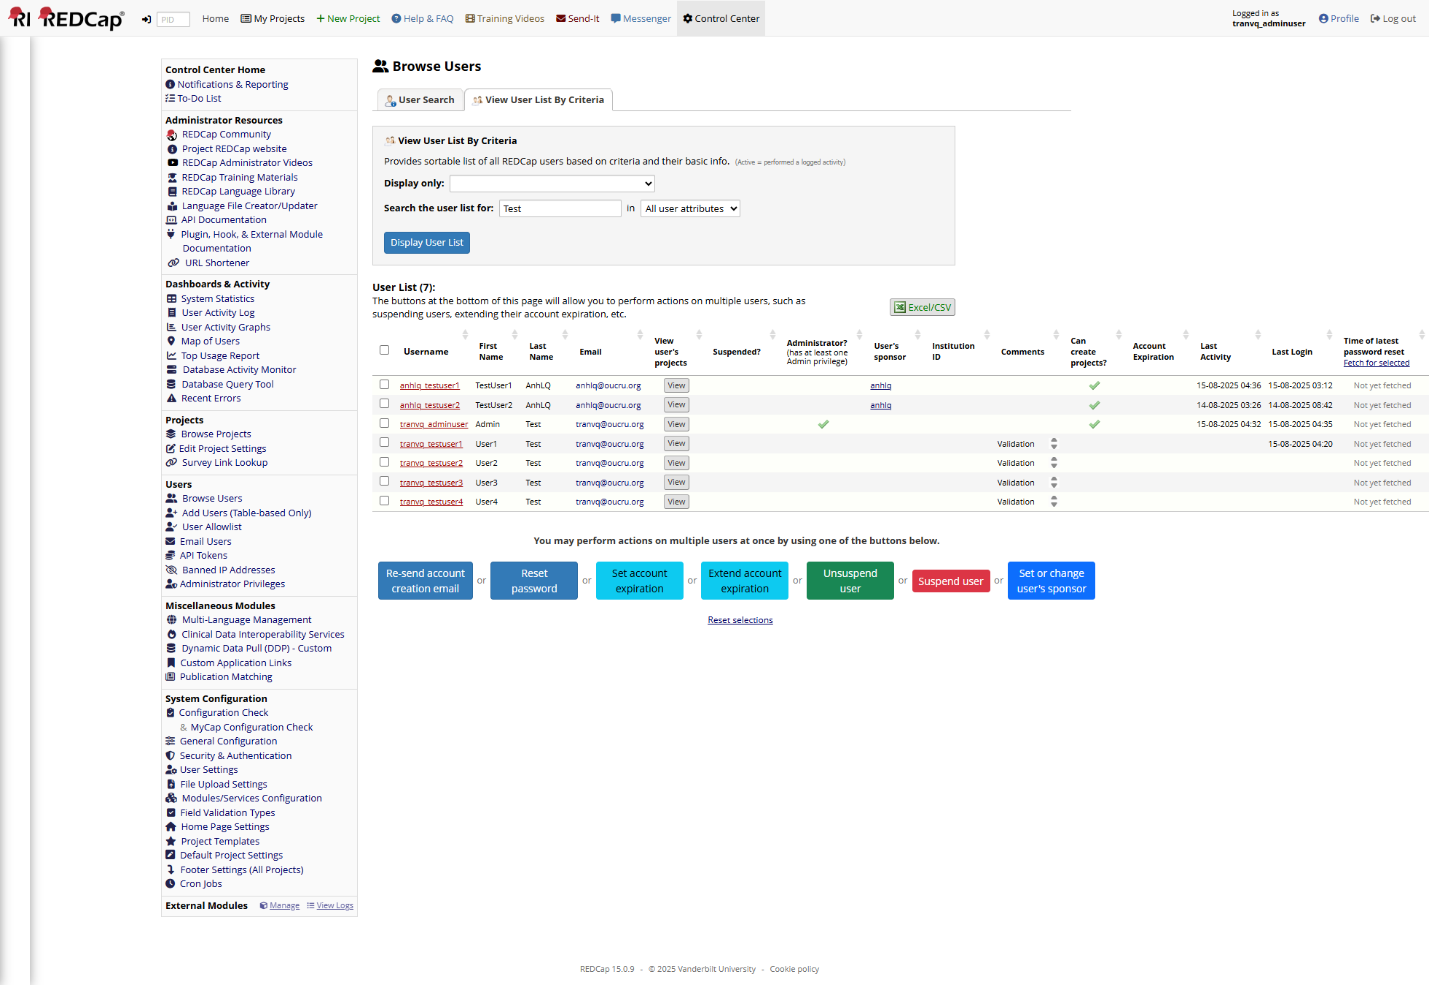 RI REDCap® PID Home My Projects New Project Help & FAQ Training Videos Send-It Messenger Control Center Logged in as tranvq_adminuser Profile Log out
Control Center Home
Notifications & Reporting
To-Do List
Administrator Resources
REDCap Community
Project REDCap website
REDCap Administrator Videos
REDCap Training Materials
REDCap Language Library
Language File Creator/Updater
API Documentation
Plugin, Hook, & External Module
Documentation
URL Shortener
Dashboards & Activity
System Statistics
User Activity Log
User Activity Graphs
Map of Users
Top Usage Report
Database Activity Monitor
Database Query Tool
Recent Errors
Projects
Browse Projects
Edit Project Settings
Survey Link Lookup
Users
Browse Users
Add Users (Table-based Only)
User Allowlist
Email Users
API Tokens
Banned IP Addresses
Administrator Privileges
Miscellaneous Modules
Multi-Language Management
Clinical Data Interoperability Services
Dynamic Data Pull (DDP) - Custom
Custom Application Links
Publication Matching
System Configuration
Configuration Check
& MyCap Configuration Check
General Configuration
Security & Authentication
User Settings
File Upload Settings
Modules/Services Configuration
Field Validation Types
Home Page Settings
Project Templates
Default Project Settings
Footer Settings (All Projects)
Cron Jobs
External Modules Manage View Logs
Browse Users
User Search View User List By Criteria
View User List By Criteria
Provides sortable list of all REDCap users based on criteria and their basic info. (Active = performed a logged activity)
Display only:
Search the user list for: Test in All user attributes
Display User List
User List (7):
The buttons at the bottom of this page will allow you to perform actions on multiple users, such as
suspending users, extending their account expiration, etc.
Excel/CSV
Username First Name Last Name Email View user's projects Suspended? Administrator? (has at least one Admin privilege) User's sponsor Institution ID Comments Can create projects? Account Expiration Last Activity Last Login Time of latest password reset Fetch for selected
anhlq_testuser1 TestUser1 AnhLQ anhlq@oucru.org View anhlq 15-08-2025 04:36 15-08-2025 03:12 Not yet fetched
anhlq_testuser2 TestUser2 AnhLQ anhlq@oucru.org View anhlq 14-08-2025 03:26 14-08-2025 08:42 Not yet fetched
tranvq_adminuser Admin Test tranvq@oucru.org View 15-08-2025 04:32 15-08-2025 04:35 Not yet fetched
tranvq_testuser1 User1 Test tranvq@oucru.org View Validation 15-08-2025 04:20 Not yet fetched
tranvq_testuser2 User2 Test tranvq@oucru.org View Validation Not yet fetched
tranvq_testuser3 User3 Test tranvq@oucru.org View Validation Not yet fetched
tranvq_testuser4 User4 Test tranvq@oucru.org View Validation Not yet fetched
You may perform actions on multiple users at once by using one of the buttons below.
Re-send account creation email or Reset password or Set account expiration or Extend account expiration or Unsuspend user or Suspend user or Set or change user's sponsor
Reset selections
REDCap 15.0.9 - © 2025 Vanderbilt University - Cookie policy